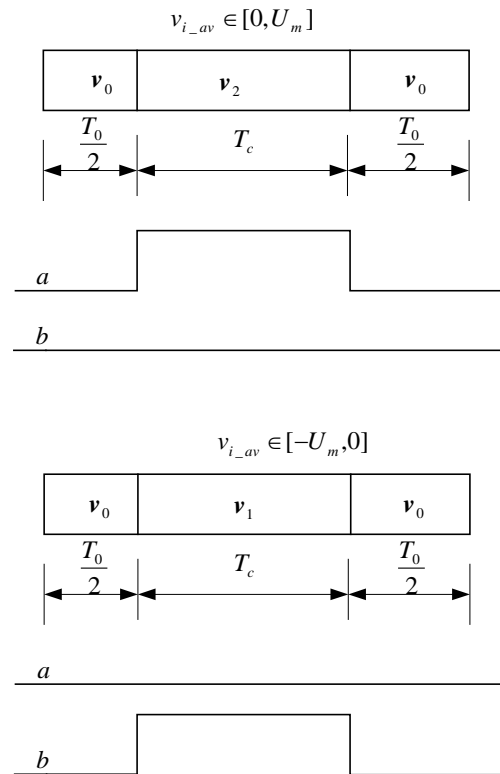 v_{i_av} ∈ [0, U_m]
v_0 v_2 v_0
T_0/2 T_c T_0/2
a
b
v_{i_av} ∈ [-U_m, 0]
v_0 v_1 v_0
T_0/2 T_c T_0/2
a
b